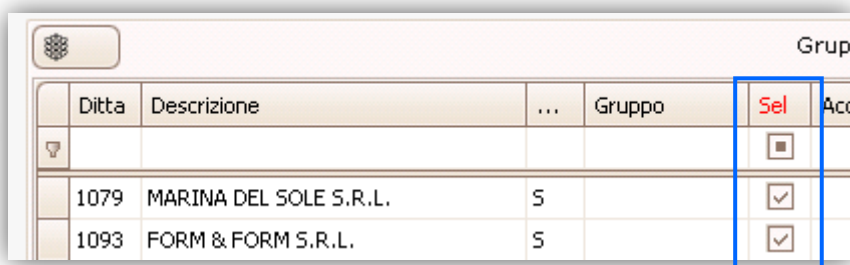 Grup
Ditta Descrizione ... Gruppo Sel Acc
1079 MARINA DEL SOLE S.R.L. S
1093 FORM & FORM S.R.L. S